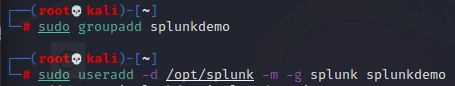 ┌──(root💀kali)-[~]
└─# sudo groupadd splunkdemo
┌──(root💀kali)-[~]
└─# sudo useradd -d /opt/splunk -m -g splunk splunkdemo